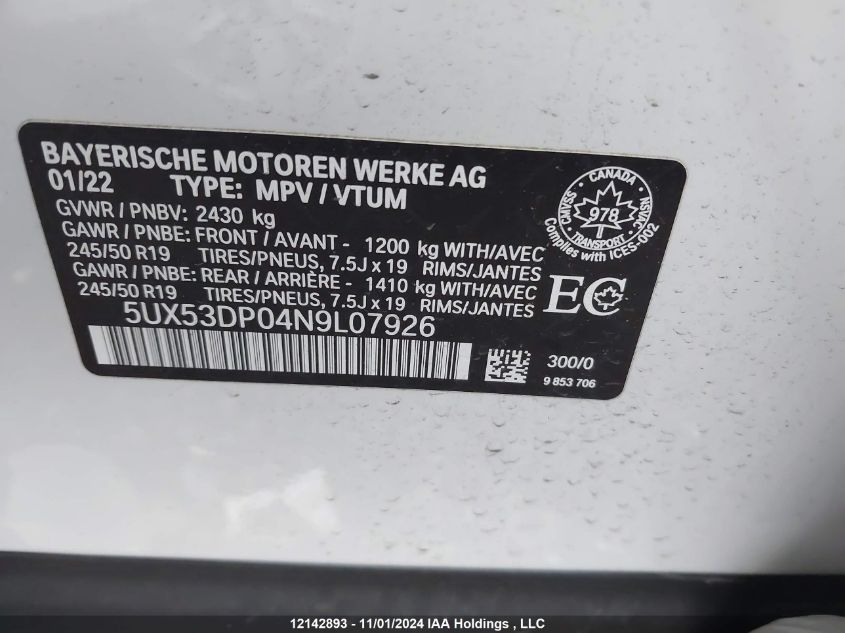 BAYERISCHE MOTOREN WERKE AG
01/22 TYPE: MPV / VTUM
GVWR / PNBV: 2430 kg
GAWR / PNBE: FRONT / AVANT - 1200 kg WITH/AVEC
245/50 R19 TIRES/PNEUS, 7.5J x 19 RIMS/JANTES
GAWR / PNBE: REAR / ARRIÈRE - 1410 kg WITH/AVEC
245/50 R19 TIRES/PNEUS, 7.5J x 19 RIMS/JANTES
5UX53DP04N9L07926
CANADA
CMVSS NSVAC
978
TRANSPORT
Complies with ICES-002
EC
300/0
9 853 706
12142893 - 11/01/2024 IAA Holdings , LLC